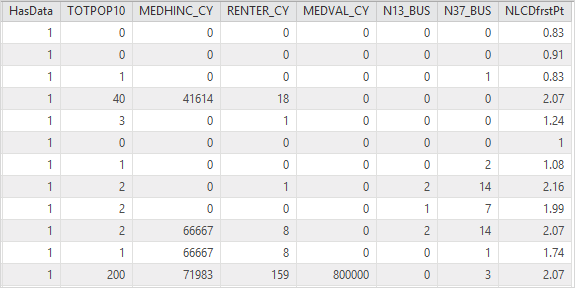 HasData TOTPOP10 MEDHINC_CY RENTER_CY MEDVAL_CY N13_BUS N37_BUS NLCDfrstPt
1 0 0 0 0 0 0 0.83
1 0 0 0 0 0 0 0.91
1 1 0 0 0 0 1 0.83
1 40 41614 18 0 0 0 2.07
1 3 0 1 0 0 0 1.24
1 0 0 0 0 0 0 1
1 1 0 0 0 0 2 1.08
1 2 0 1 0 2 14 2.16
1 2 0 0 0 1 7 1.99
1 2 66667 8 0 2 14 2.07
1 1 66667 8 0 0 1 1.74
1 200 71983 159 800000 0 3 2.07